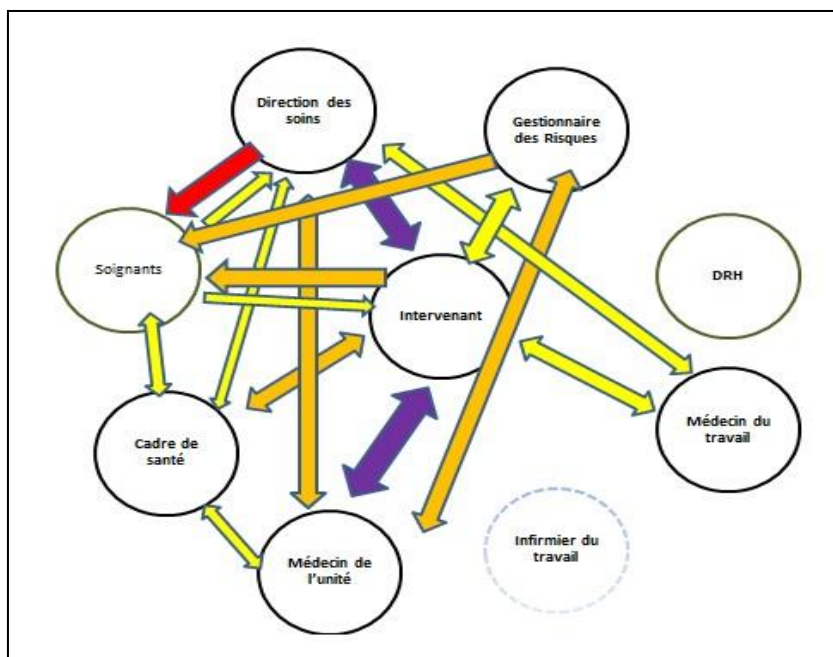 Direction des
soins
Gestionnaire
des Risques
Soignants
DRH
Intervenant
Médecin du
travail
Cadre de
santé
Infirmier du
travail
Médecin de
l'unité